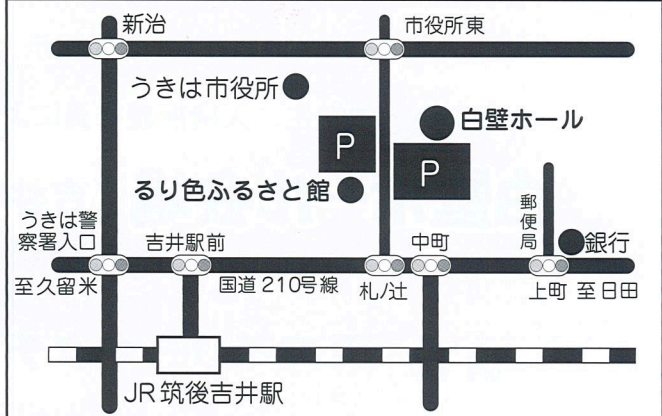 新治
市役所東
うきは市役所
白壁ホール
P
P
るり色ふるさと館
郵便局
うきは警
察署入口
吉井駅前
中町
銀行
至久留米
国道210号線
札ノ辻
上町
至日田
JR筑後吉井駅